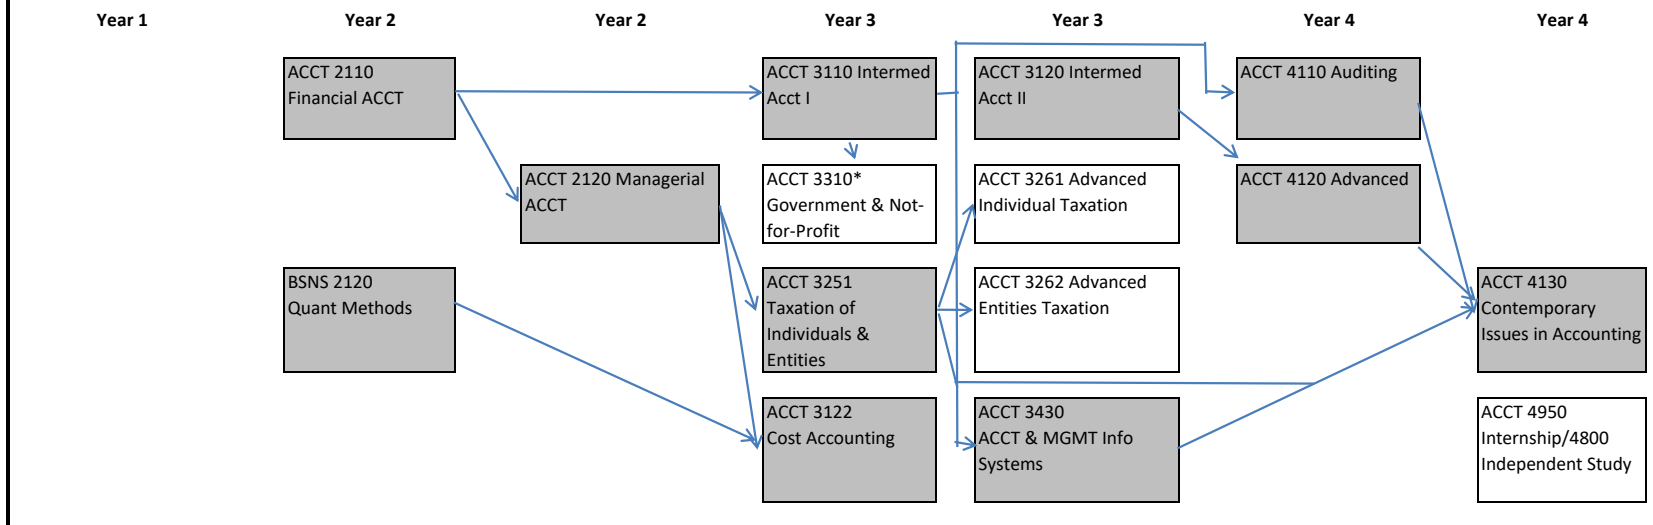 Year 1
Year 2
Year 2
Year 3
Year 3
Year 4
Year 4
ACCT 2110
Financial ACCT
ACCT 3110 Intermed
Acct I
ACCT 3120 Intermed
Acct II
ACCT 4110 Auditing
ACCT 2120 Managerial
ACCT
ACCT 3310*
Government & Not-
for-Profit
ACCT 3261 Advanced
Individual Taxation
ACCT 4120 Advanced
BSNS 2120
Quant Methods
ACCT 3251
Taxation of
Individuals &
Entities
ACCT 3262 Advanced
Entities Taxation
ACCT 4130
Contemporary
Issues in Accounting
ACCT 3122
Cost Accounting
ACCT 3430
ACCT & MGMT Info
Systems
ACCT 4950
Internship/4800
Independent Study